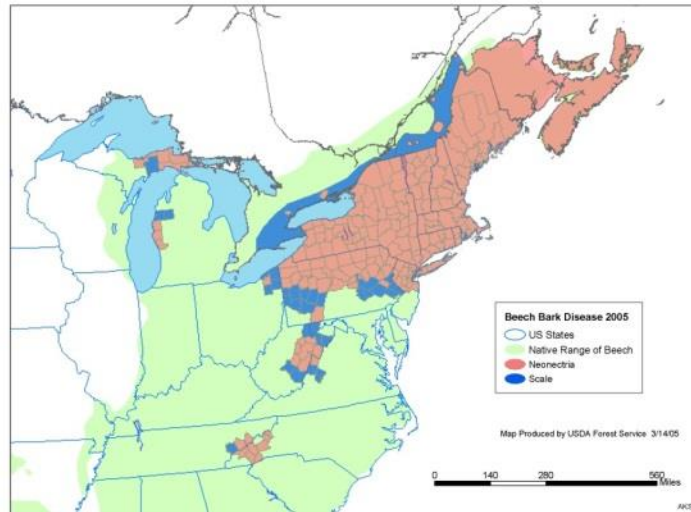 Beech Bark Disease 2005
US States
Native Range of Beech
Neonectria
Scale
Map Produced by USDA Forest Service 3/14/05
0 140 280 560
Miles
AKS